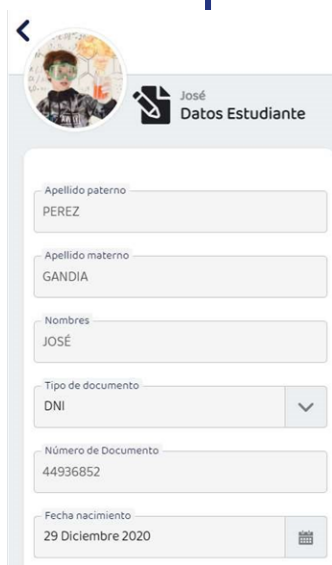 José
Datos Estudiante
Apellido paterno
PEREZ
Apellido materno
GANDIA
Nombres
JOSÉ
Tipo de documento
DNI
Número de Documento
44936852
Fecha nacimiento
29 Diciembre 2020